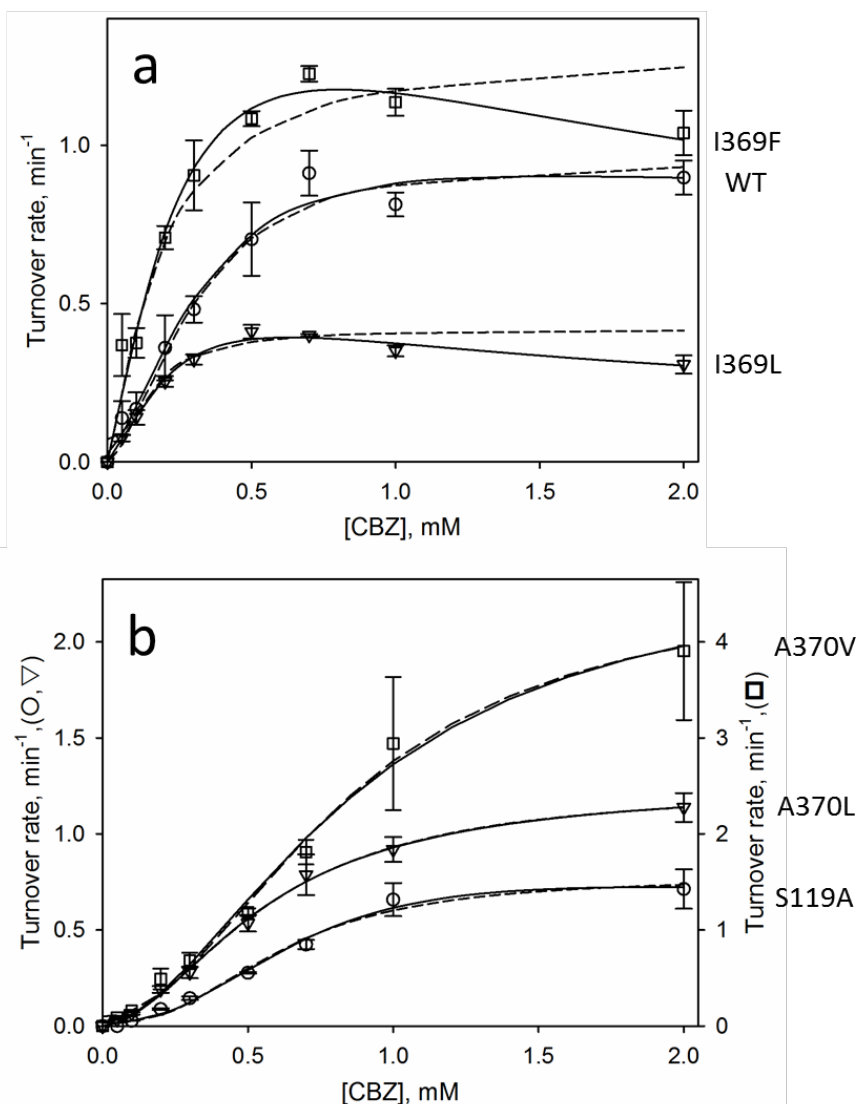 a
Turnover rate, min⁻¹
1.0
0.5
0.0
I369F
WT
I369L
0.0 0.5 1.0 1.5 2.0
[CBZ], mM
b
Turnover rate, min⁻¹,(○,▽)
2.0
1.5
1.0
0.5
0.0
4
3
2
1
0
Turnover rate, min⁻¹,(□)
A370V
A370L
S119A
0.0 0.5 1.0 1.5 2.0
[CBZ], mM